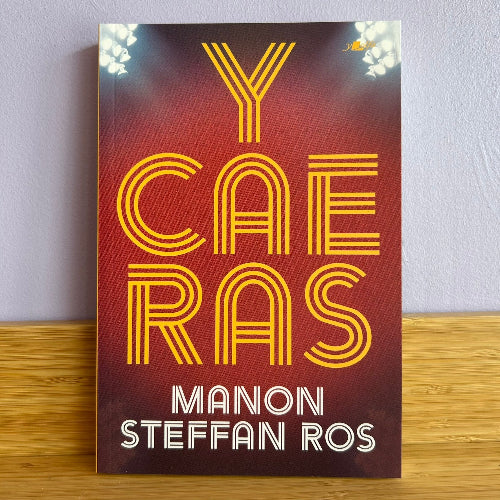 Y
CAE
RAS
MANON
STEFFAN ROS